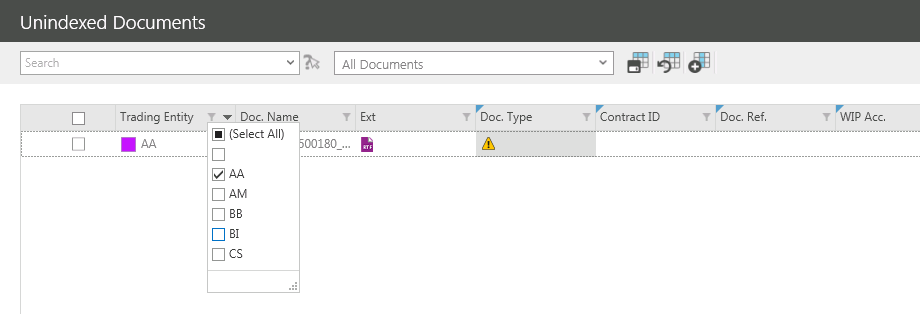 Unindexed Documents
Search
All Documents
Trading Entity Doc. Name Ext Doc. Type Contract ID Doc. Ref. WIP Acc.
AA 500180_... RTF
(Select All)
AA
AM
BB
BI
CS